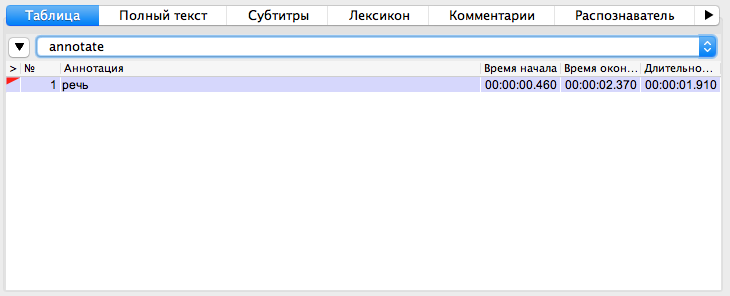 Таблица Полный текст Субтитры Лексикон Комментарии Распознаватель
annotate
> № Аннотация Время начала Время окон... Длительно...
1 речь 00:00:00.460 00:00:02.370 00:00:01.910